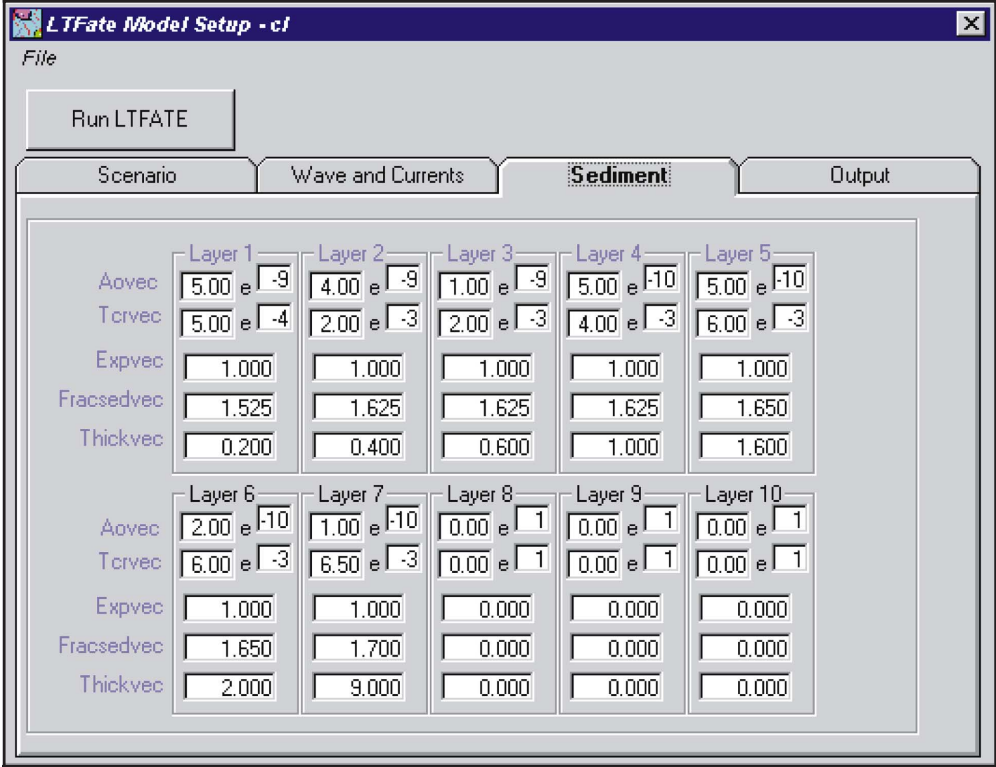 LTFate Model Setup - cl
File
Run LTFATE
Scenario Wave and Currents Sediment Output
Layer 1 Layer 2 Layer 3 Layer 4 Layer 5
Aovec 5.00 e -9 4.00 e -9 1.00 e -9 5.00 e -10 5.00 e -10
Tcrvec 5.00 e -4 2.00 e -3 2.00 e -3 4.00 e -3 6.00 e -3
Expvec 1.000 1.000 1.000 1.000 1.000
Fracsedvec 1.525 1.625 1.625 1.625 1.650
Thickvec 0.200 0.400 0.600 1.000 1.600
Layer 6 Layer 7 Layer 8 Layer 9 Layer 10
Aovec 2.00 e -10 1.00 e -10 0.00 e 1 0.00 e 1 0.00 e 1
Tcrvec 6.00 e -3 6.50 e -3 0.00 e 1 0.00 e 1 0.00 e 1
Expvec 1.000 1.000 0.000 0.000 0.000
Fracsedvec 1.650 1.700 0.000 0.000 0.000
Thickvec 2.000 9.000 0.000 0.000 0.000